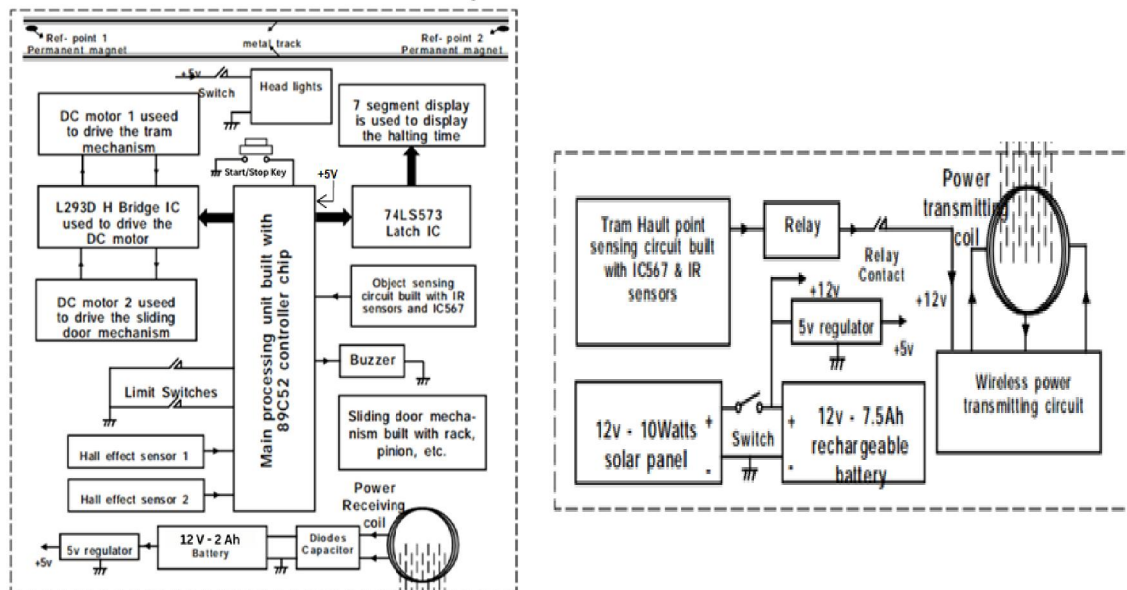 Ref- point 1
Permanent magnet
metal track
Ref- point 2
Permanent magnet
+5v
Switch
Head lights
DC motor 1 useed
to drive the tram
mechanism
7 segment display
is used to display
the halting time
Start/Stop Key
+5V
L293D H Bridge IC
used to drive the
DC motor
74LS573
Latch IC
DC motor 2 useed
to drive the sliding
door mechanism
Main processing unit built with
89C52 controller chip
Object sensing
circuit built with IR
sensors and IC567
Buzzer
Limit Switches
Sliding door mecha-
nism built with rack,
pinion, etc.
Hall effect sensor 1
Hall effect sensor 2
Power
Receiving
coil
5v regulator
+5v
12 V - 2 Ah
Battery
Diodes
Capacitor
Tram Hault point
sensing circuit built
with IC567 & IR
sensors
Relay
Relay
Contact
Power
transmitting
coil
+12v
+12v
5v regulator
+5v
Wireless power
transmitting circuit
12v - 10Watts
solar panel
+
-
Switch
12v - 7.5Ah
rechargeable
battery
+
-